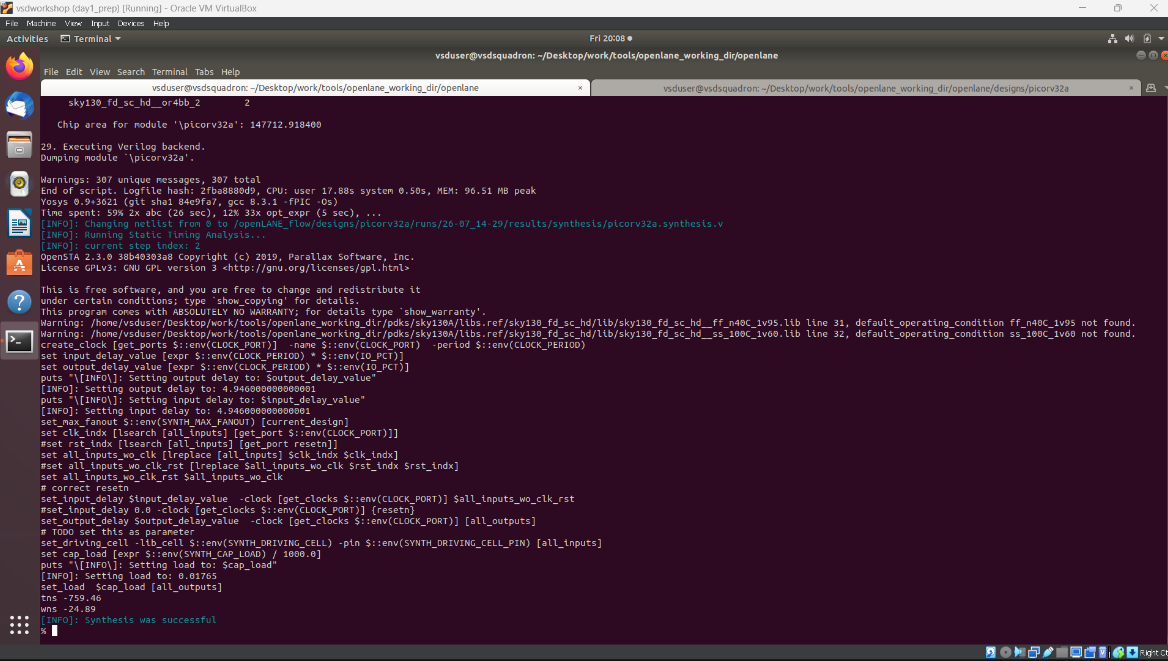 vsdworkshop (day1_prep) [Running] - Oracle VM VirtualBox
File Machine View Input Devices Help
Activities Terminal Fri 20:08
vsduser@vsdsquadron: ~/Desktop/work/tools/openlane_working_dir/openlane
File Edit View Search Terminal Tabs Help
vsduser@vsdsquadron: ~/Desktop/work/tools/openlane_working_dir/openlane × vsduser@vsdsquadron: ~/Desktop/work/tools/openlane_working_dir/openlane/designs/picorv32a ×
sky130_fd_sc_hd__or4bb_2 2
Chip area for module '\picorv32a': 147712.918400
29. Executing Verilog backend.
Dumping module `\picorv32a'.
Warnings: 307 unique messages, 307 total
End of script. Logfile hash: 2fba8880d9, CPU: user 17.88s system 0.50s, MEM: 96.51 MB peak
Yosys 0.9+3621 (git sha1 84e9fa7, gcc 8.3.1 -fPIC -Os)
Time spent: 59% 2x abc (26 sec), 12% 33x opt_expr (5 sec), ...
[INFO]: Changing netlist from 0 to /openLANE_flow/designs/picorv32a/runs/26-07_14-29/results/synthesis/picorv32a.synthesis.v
[INFO]: Running Static Timing Analysis...
[INFO]: current step index: 2
OpenSTA 2.3.0 38b40303a8 Copyright (c) 2019, Parallax Software, Inc.
License GPLv3: GNU GPL version 3 <http://gnu.org/licenses/gpl.html>
This is free software, and you are free to change and redistribute it
under certain conditions; type `show_copying' for details.
This program comes with ABSOLUTELY NO WARRANTY; for details type `show_warranty'.
Warning: /home/vsduser/Desktop/work/tools/openlane_working_dir/pdks/sky130A/libs.ref/sky130_fd_sc_hd/lib/sky130_fd_sc_hd__ff_n40C_1v95.lib line 31, default_operating_condition ff_n40C_1v95 not found.
Warning: /home/vsduser/Desktop/work/tools/openlane_working_dir/pdks/sky130A/libs.ref/sky130_fd_sc_hd/lib/sky130_fd_sc_hd__ss_100C_1v60.lib line 32, default_operating_condition ss_100C_1v60 not found.
create_clock [get_ports $::env(CLOCK_PORT)] -name $::env(CLOCK_PORT) -period $::env(CLOCK_PERIOD)
set input_delay_value [expr $::env(CLOCK_PERIOD) * $::env(IO_PCT)]
set output_delay_value [expr $::env(CLOCK_PERIOD) * $::env(IO_PCT)]
puts "\[INFO\]: Setting output delay to: $output_delay_value"
[INFO]: Setting output delay to: 4.946000000000001
puts "\[INFO\]: Setting input delay to: $input_delay_value"
[INFO]: Setting input delay to: 4.946000000000001
set_max_fanout $::env(SYNTH_MAX_FANOUT) [current_design]
set clk_indx [lsearch [all_inputs] [get_port $::env(CLOCK_PORT)]]
#set rst_indx [lsearch [all_inputs] [get_port resetn]]
set all_inputs_wo_clk [lreplace [all_inputs] $clk_indx $clk_indx]
#set all_inputs_wo_clk_rst [lreplace $all_inputs_wo_clk $rst_indx $rst_indx]
set all_inputs_wo_clk_rst $all_inputs_wo_clk
# correct resetn
set_input_delay $input_delay_value -clock [get_clocks $::env(CLOCK_PORT)] $all_inputs_wo_clk_rst
#set_input_delay 0.0 -clock [get_clocks $::env(CLOCK_PORT)] {resetn}
set_output_delay $output_delay_value -clock [get_clocks $::env(CLOCK_PORT)] [all_outputs]
# TODO set this as parameter
set_driving_cell -lib_cell $::env(SYNTH_DRIVING_CELL) -pin $::env(SYNTH_DRIVING_CELL_PIN) [all_inputs]
set cap_load [expr $::env(SYNTH_CAP_LOAD) / 1000.0]
puts "\[INFO\]: Setting load to: $cap_load"
[INFO]: Setting load to: 0.01765
set_load $cap_load [all_outputs]
tns -759.46
wns -24.89
[INFO]: Synthesis was successful
%
Right Ct